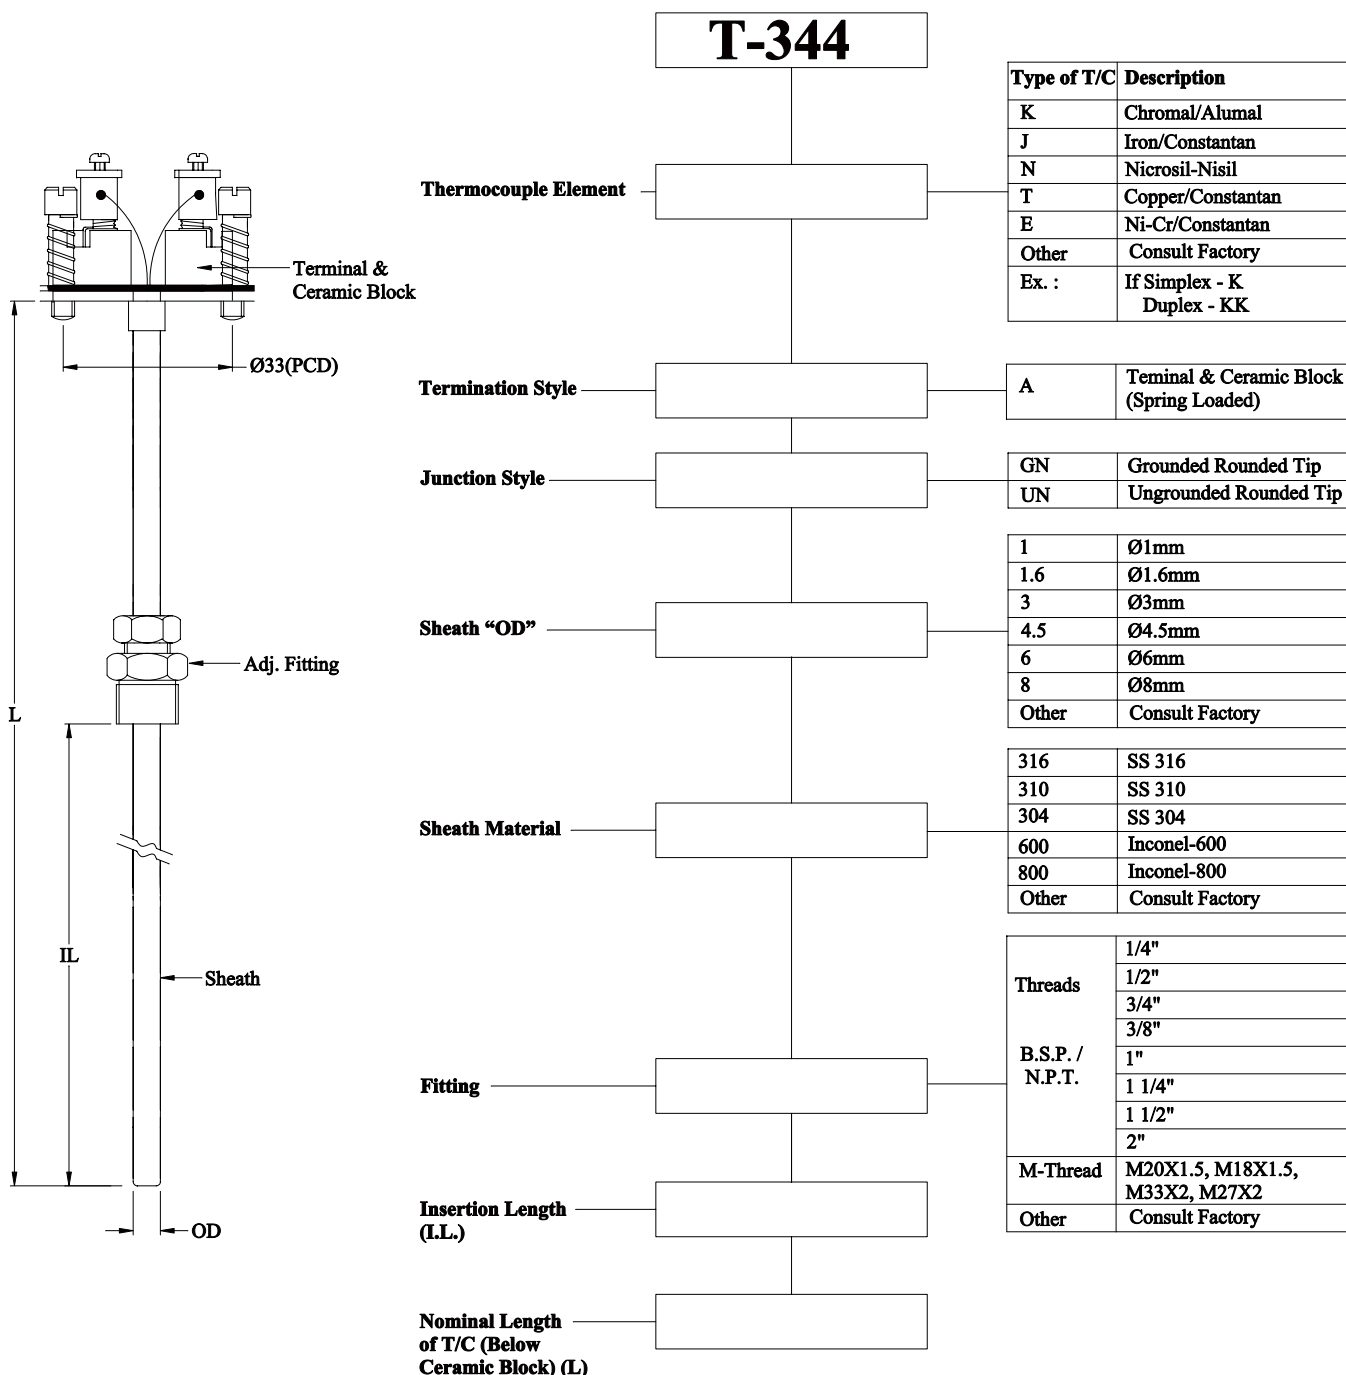 T-344
Terminal &
Ceramic Block
Ø33(PCD)
Adj. Fitting
L
IL
Sheath
OD
Thermocouple Element
Type of T/C Description
K Chromal/Alumal
J Iron/Constantan
N Nicrosil-Nisil
T Copper/Constantan
E Ni-Cr/Constantan
Other Consult Factory
Ex. : If Simplex - K
Duplex - KK
Termination Style
A Teminal & Ceramic Block
(Spring Loaded)
Junction Style
GN Grounded Rounded Tip
UN Ungrounded Rounded Tip
Sheath “OD”
1 Ø1mm
1.6 Ø1.6mm
3 Ø3mm
4.5 Ø4.5mm
6 Ø6mm
8 Ø8mm
Other Consult Factory
Sheath Material
316 SS 316
310 SS 310
304 SS 304
600 Inconel-600
800 Inconel-800
Other Consult Factory
Fitting
Threads
B.S.P. /
N.P.T.
1/4"
1/2"
3/4"
3/8"
1"
1 1/4"
1 1/2"
2"
M-Thread M20X1.5, M18X1.5,
M33X2, M27X2
Other Consult Factory
Insertion Length
(I.L.)
Nominal Length
of T/C (Below
Ceramic Block) (L)